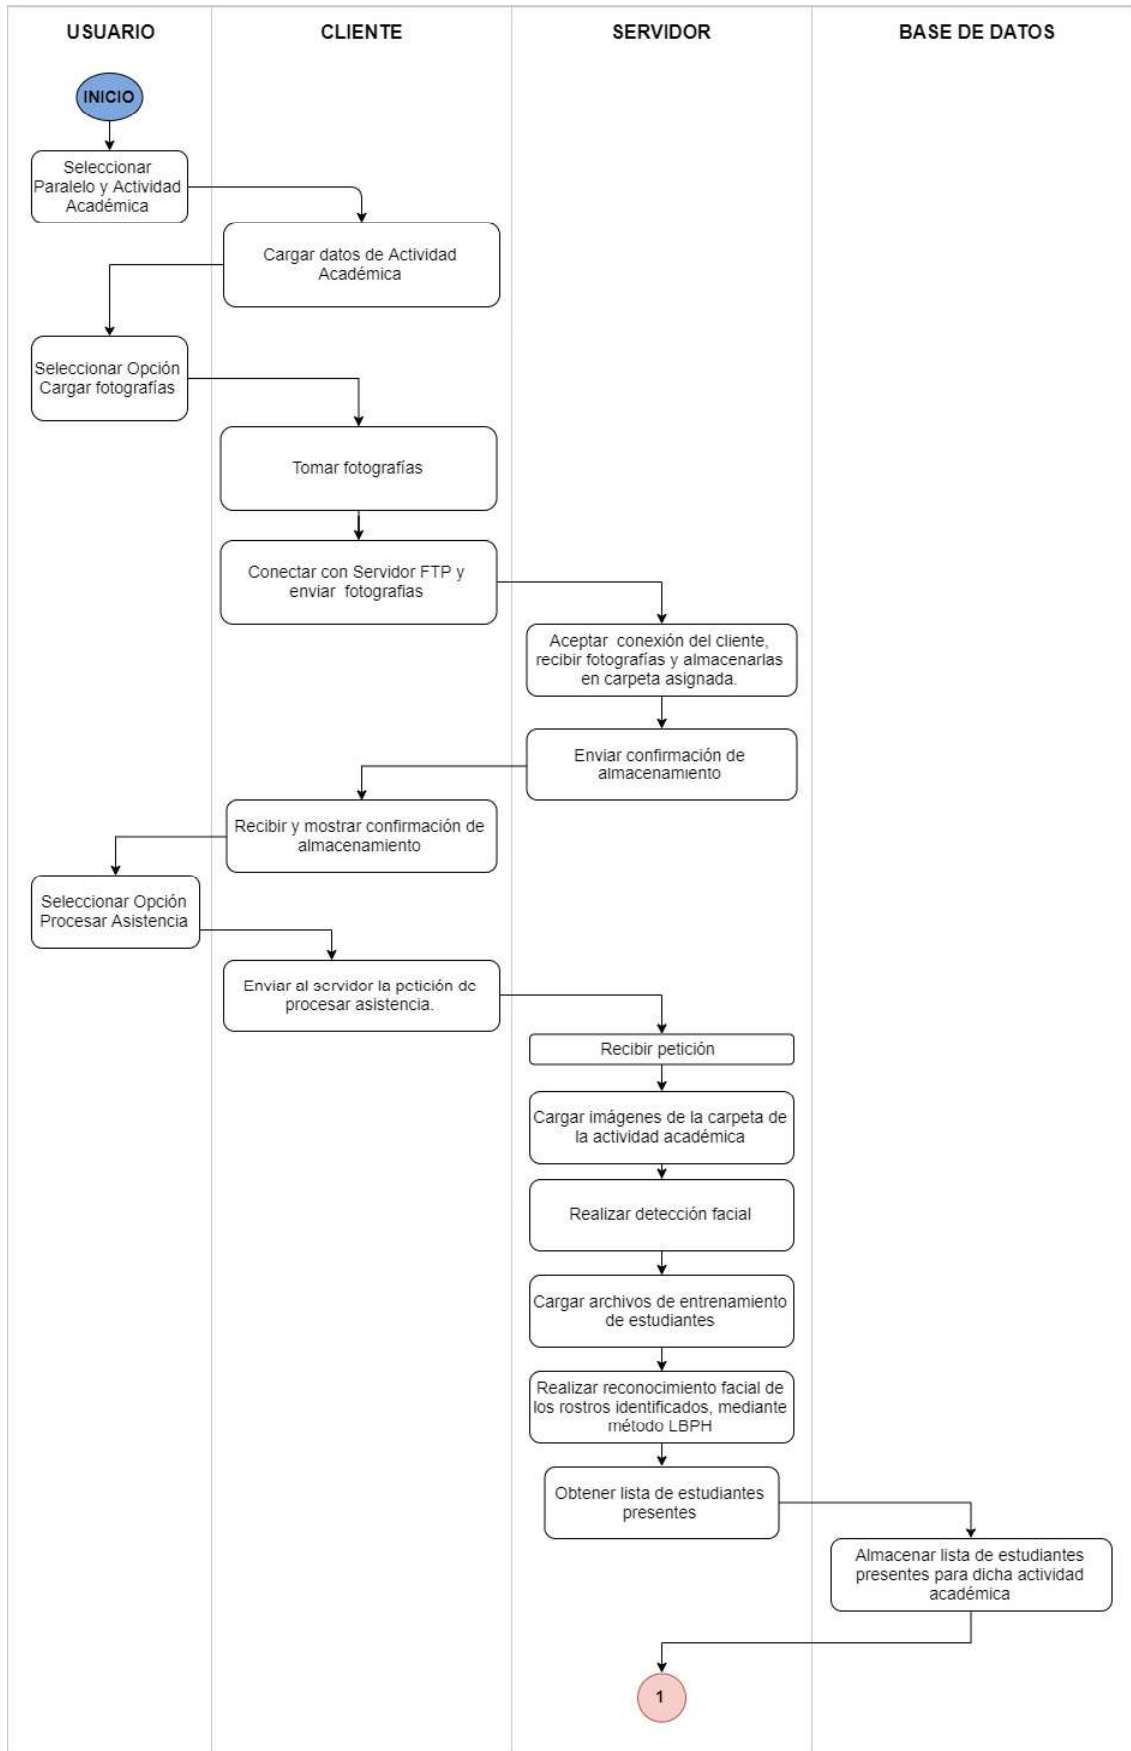 USUARIO
CLIENTE
SERVIDOR
BASE DE DATOS
INICIO
Seleccionar
Paralelo y Actividad
Académica
Cargar datos de Actividad
Académica
Seleccionar Opción
Cargar fotografías
Tomar fotografías
Conectar con Servidor FTP y
enviar fotografias
Aceptar conexión del cliente,
recibir fotografías y almacenarlas
en carpeta asignada.
Enviar confirmación de
almacenamiento
Recibir y mostrar confirmación de
almacenamiento
Seleccionar Opción
Procesar Asistencia
Enviar al servidor la petición de
procesar asistencia.
Recibir petición
Cargar imágenes de la carpeta de
la actividad académica
Realizar detección facial
Cargar archivos de entrenamiento
de estudiantes
Realizar reconocimiento facial de
los rostros identificados, mediante
método LBPH
Obtener lista de estudiantes
presentes
Almacenar lista de estudiantes
presentes para dicha actividad
académica
1